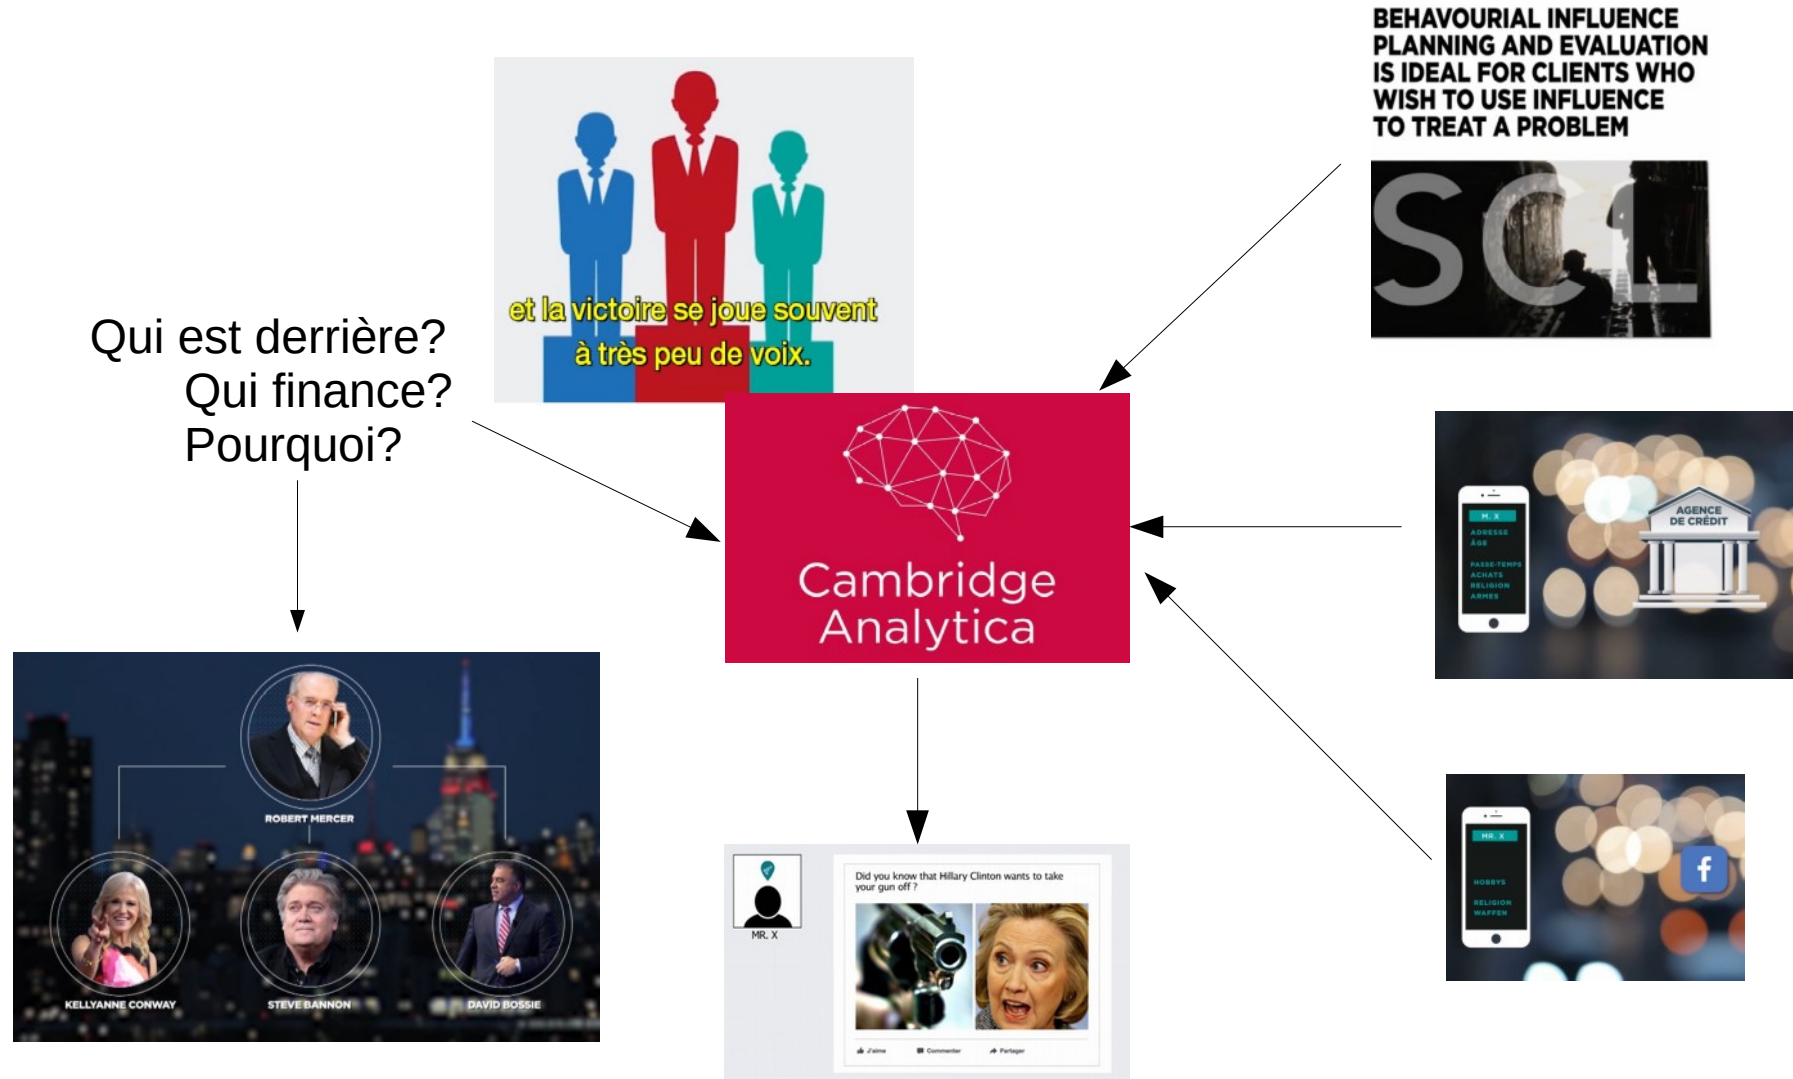 BEHAVOURIAL INFLUENCE
PLANNING AND EVALUATION
IS IDEAL FOR CLIENTS WHO
WISH TO USE INFLUENCE
TO TREAT A PROBLEM
SCL
et la victoire se joue souvent
à très peu de voix.
Qui est derrière?
Qui finance?
Pourquoi?
Cambridge
Analytica
M. X
ADRESSE
ÂGE
PASSE-TEMPS
ACHATS
RELIGION
ARMES
AGENCE
DE CRÉDIT
ROBERT MERCER
KELLYANNE CONWAY
STEVE BANNON
DAVID BOSSIE
MR. X
Did you know that Hillary Clinton wants to take
your gun off ?
J'aime
Commenter
Partager
MR. X
HOBBYS
RELIGION
WAFFEN
f